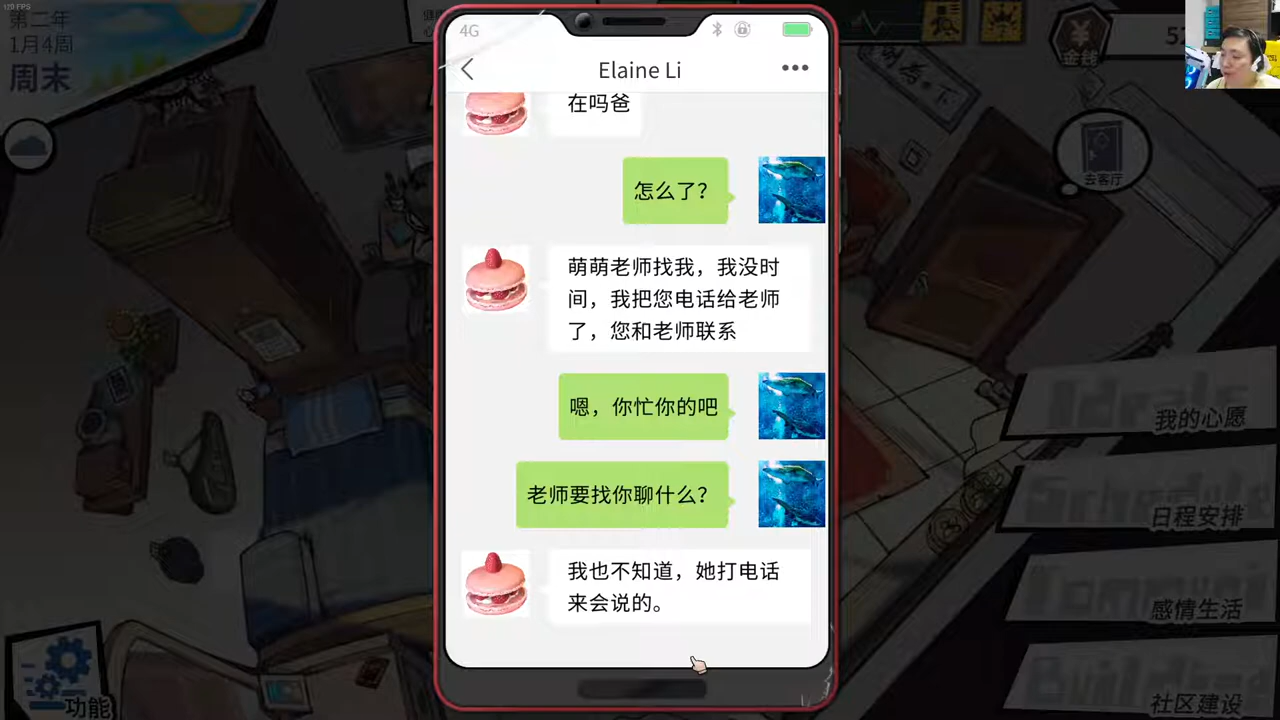 120 FPS
第二年
1月4周
周末
4G
Elaine Li
在吗爸
怎么了？
萌萌老师找我，我没时
间，我把您电话给老师
了，您和老师联系
嗯，你忙你的吧
老师要找你聊什么？
我也不知道，她打电话
来会说的。
金钱
去客厅
我的心愿
日程安排
感情生活
社区建设
功能